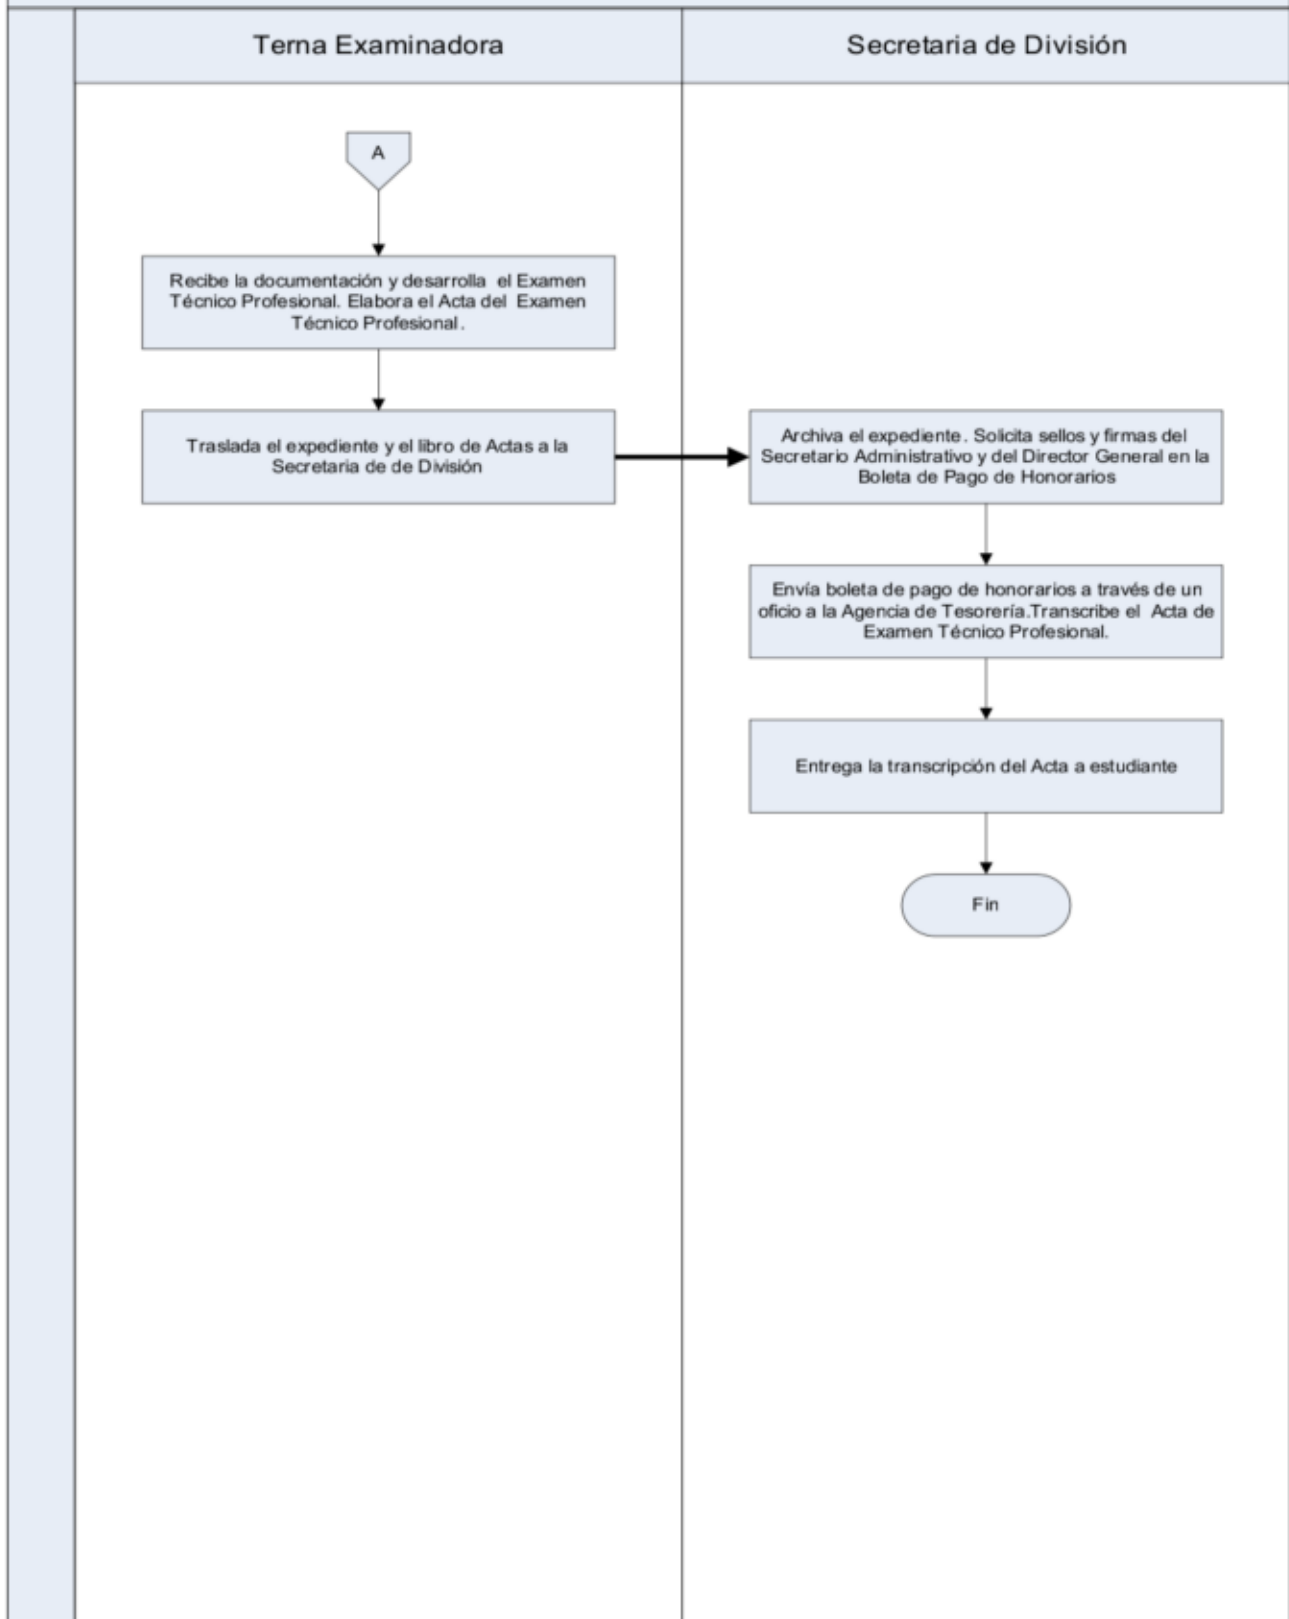 Terna Examinadora
Secretaria de División
A
Recibe la documentación y desarrolla el Examen
Técnico Profesional. Elabora el Acta del Examen
Técnico Profesional.
Traslada el expediente y el libro de Actas a la
Secretaria de de División
Archiva el expediente. Solicita sellos y firmas del
Secretario Administrativo y del Director General en la
Boleta de Pago de Honorarios
Envía boleta de pago de honorarios a través de un
oficio a la Agencia de Tesorería.Transcribe el Acta de
Examen Técnico Profesional.
Entrega la transcripción del Acta a estudiante
Fin